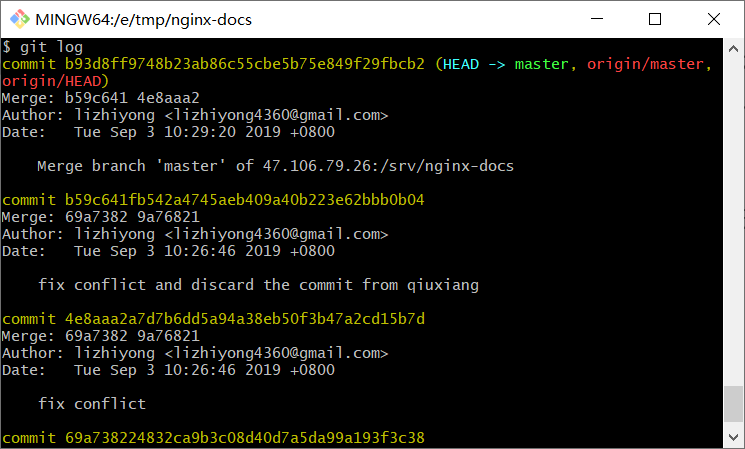 MINGW64:/e/tmp/nginx-docs
$ git log
commit b93d8ff9748b23ab86c55cbe5b75e849f29fbcb2 (HEAD -> master, origin/master,
origin/HEAD)
Merge: b59c641 4e8aaa2
Author: lizhiyong <lizhiyong4360@gmail.com>
Date:   Tue Sep 3 10:29:20 2019 +0800
    Merge branch 'master' of 47.106.79.26:/srv/nginx-docs
commit b59c641fb542a4745aeb409a40b223e62bbb0b04
Merge: 69a7382 9a76821
Author: lizhiyong <lizhiyong4360@gmail.com>
Date:   Tue Sep 3 10:26:46 2019 +0800
    fix conflict and discard the commit from qiuxiang
commit 4e8aaa2a7d7b6dd5a94a38eb50f3b47a2cd15b7d
Merge: 69a7382 9a76821
Author: lizhiyong <lizhiyong4360@gmail.com>
Date:   Tue Sep 3 10:26:46 2019 +0800
    fix conflict
commit 69a738224832ca9b3c08d40d7a5da99a193f3c38